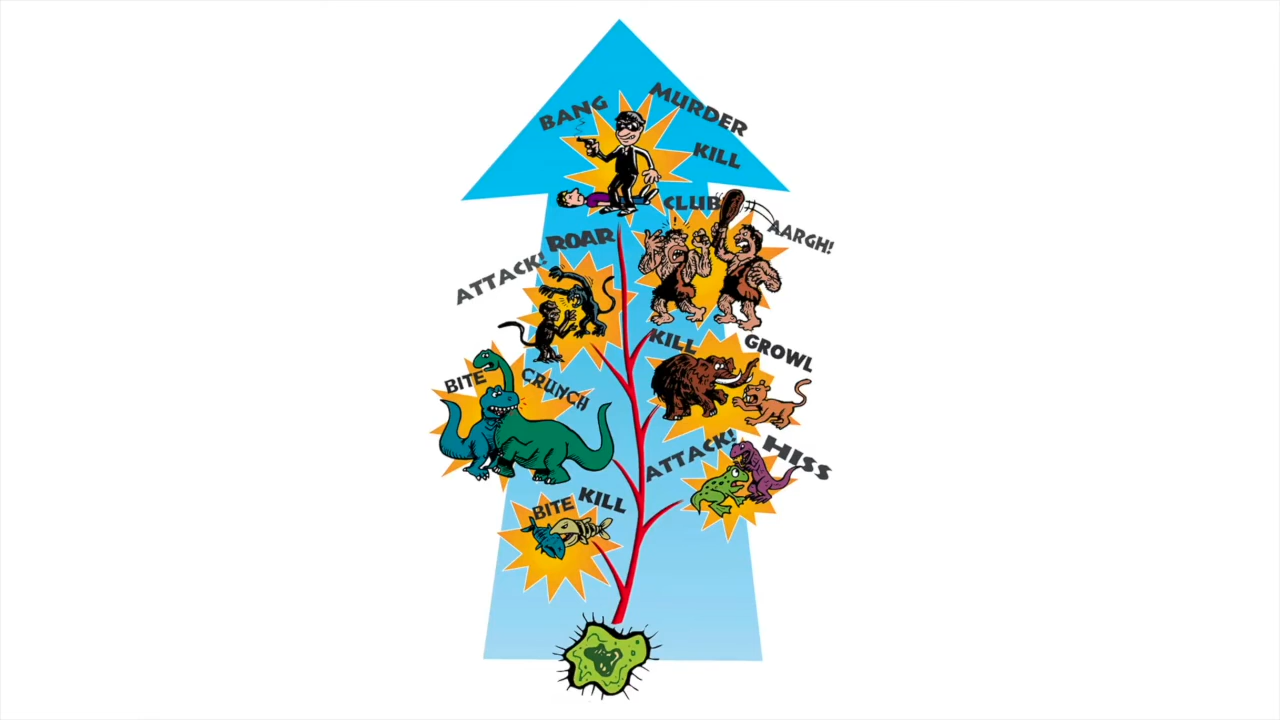 BANG
MURDER
KILL
CLUB
AARGH!
ROAR
ATTACK!
KILL
GROWL
BITE
CRUNCH
ATTACK!
HISS
BITE
KILL